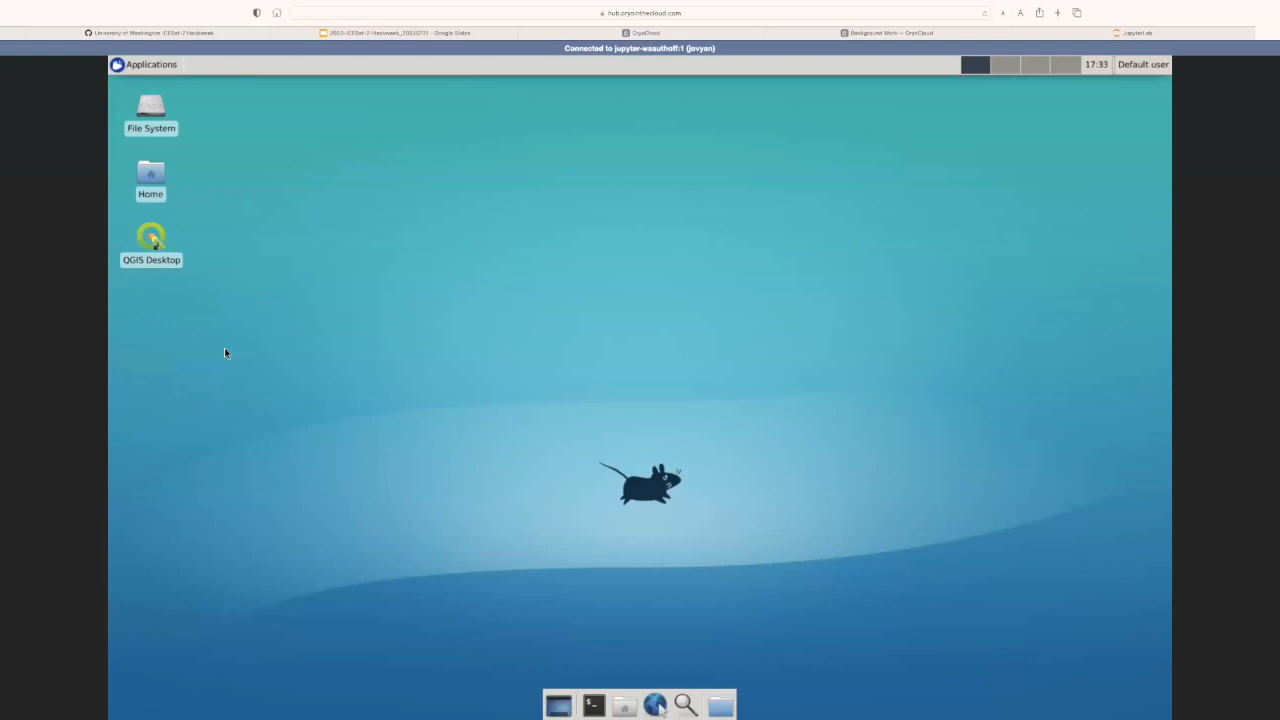 hub.cryointhecloud.com
A A
University of Washington ICESat-2 Hackweek
2023-ICESat-2-Hackweek_20230731 - Google Slides
CryoCloud
Background Work — CryoCloud
JupyterLab
Connected to jupyter-wsauthoff:1 (jovyan)
Applications
17:33
Default user
File System
Home
QGIS Desktop
$-